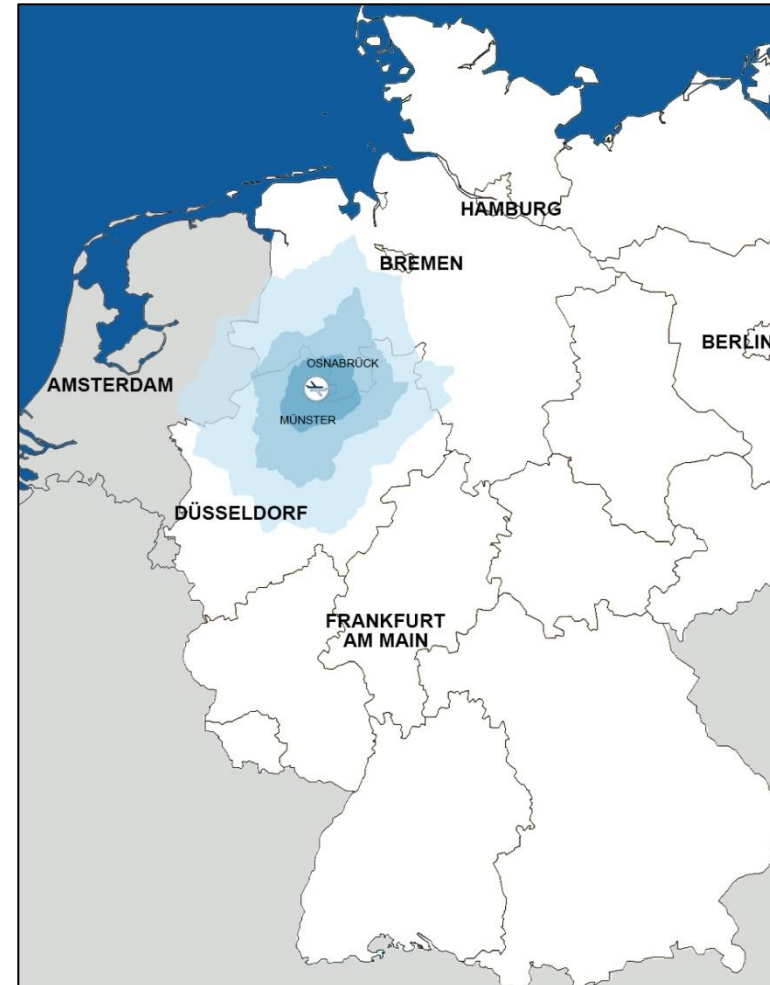 HAMBURG
BREMEN
BERLIN
OSNABRÜCK
AMSTERDAM
MÜNSTER
DÜSSELDORF
FRANKFURT
AM MAIN